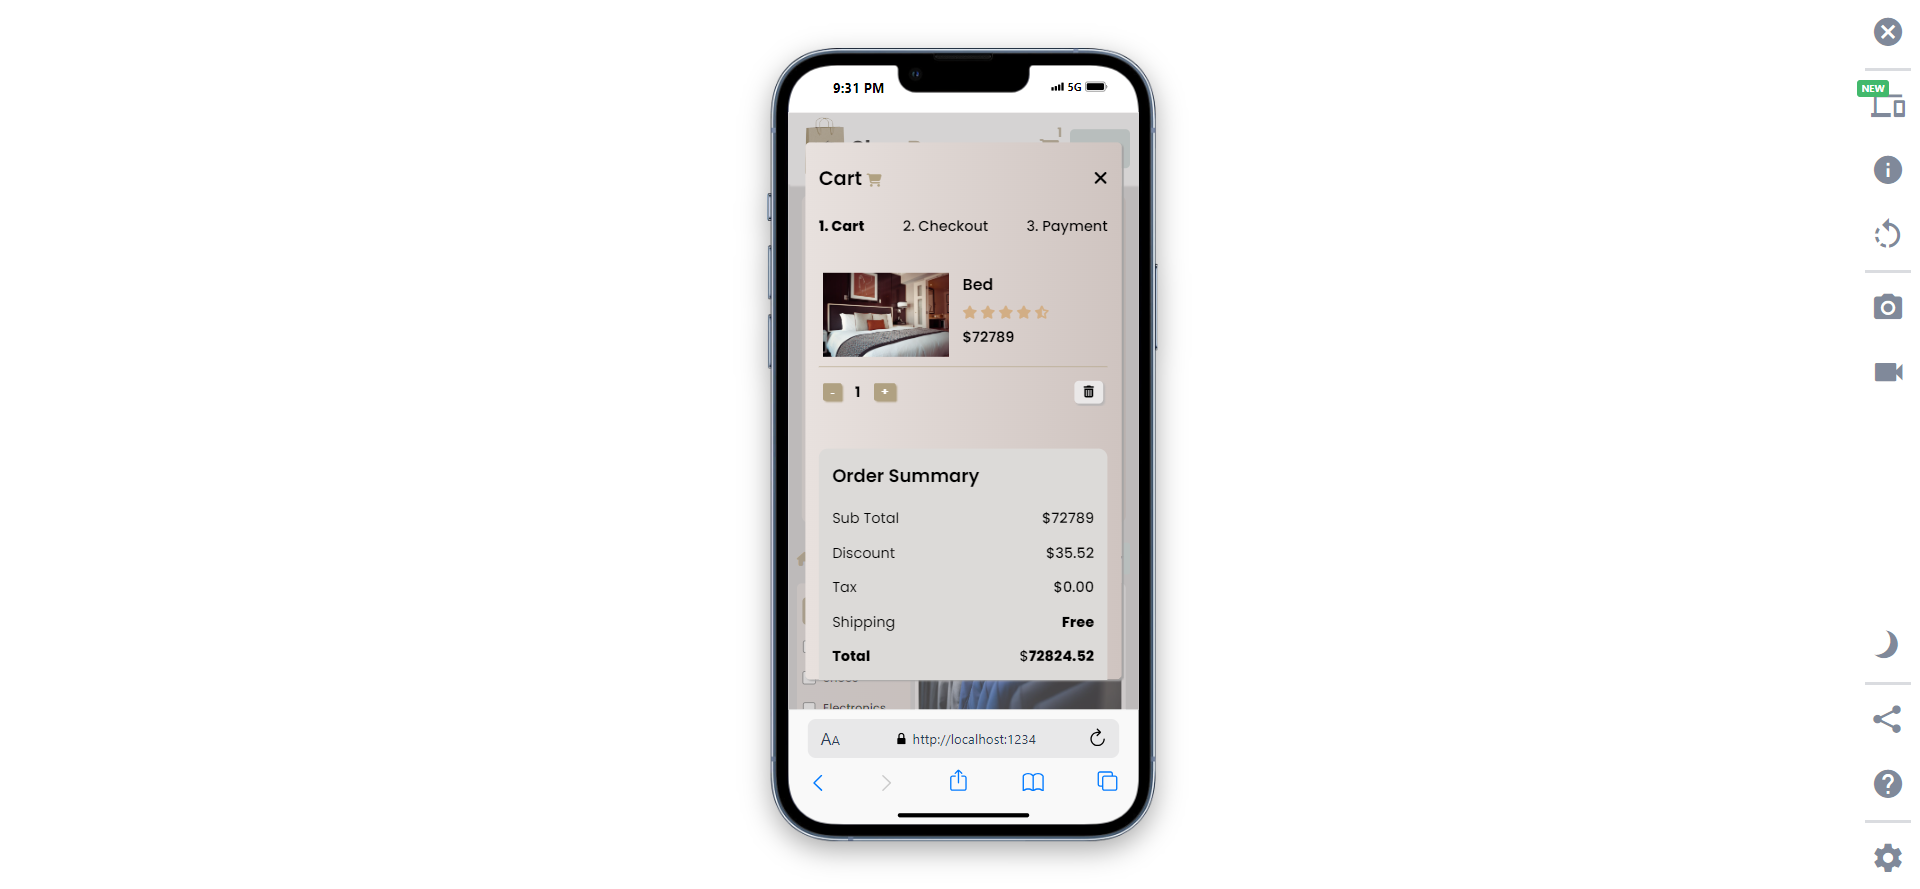 9:31 PM
5G
NEW
1
Cart
1. Cart 2. Checkout 3. Payment
Bed
$72789
- 1 +
Order Summary
Sub Total $72789
Discount $35.52
Tax $0.00
Shipping Free
Total $72824.52
Electronics
AA http://localhost:1234